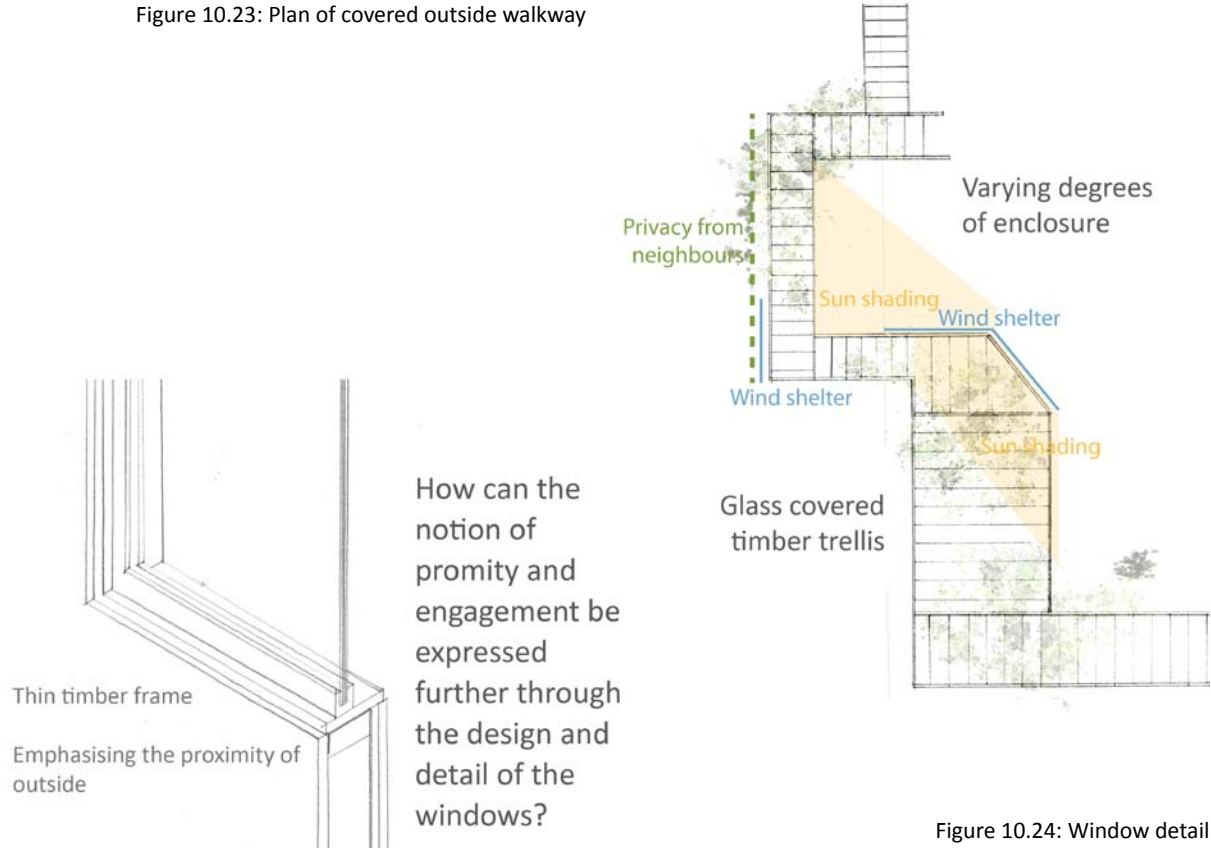 Figure 10.23: Plan of covered outside walkway
Varying degrees
of enclosure
Privacy from
neighbours
Sun shading
Wind shelter
Wind shelter
Sun shading
Glass covered
timber trellis
How can the
notion of
promity and
engagement be
expressed
further through
the design and
detail of the
windows?
Thin timber frame
Emphasising the proximity of
outside
Figure 10.24: Window detail